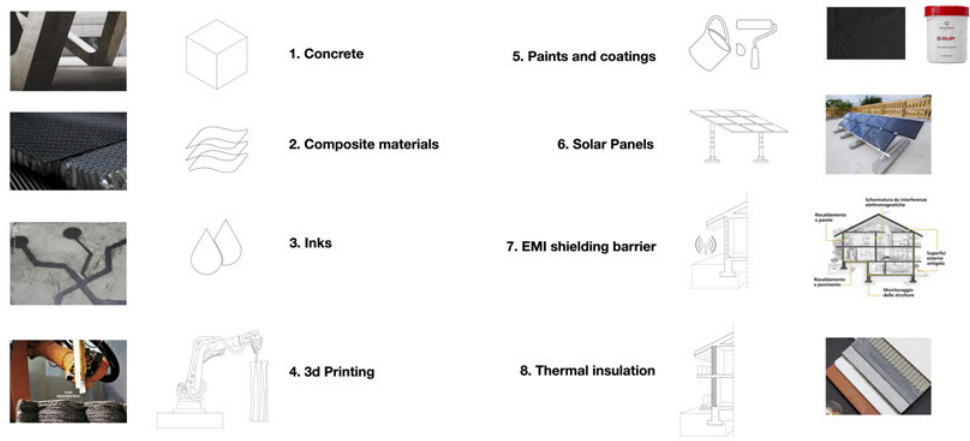 1. Concrete
2. Composite materials
3. Inks
4. 3d Printing
5. Paints and coatings
6. Solar Panels
7. EMI shielding barrier
Schermatura da interferenze
elettromagnetiche
Riscaldamento
a parete
Superfici
esterne
antigelo
Riscaldamento
a pavimento
Monitoraggio
delle strutture
8. Thermal insulation